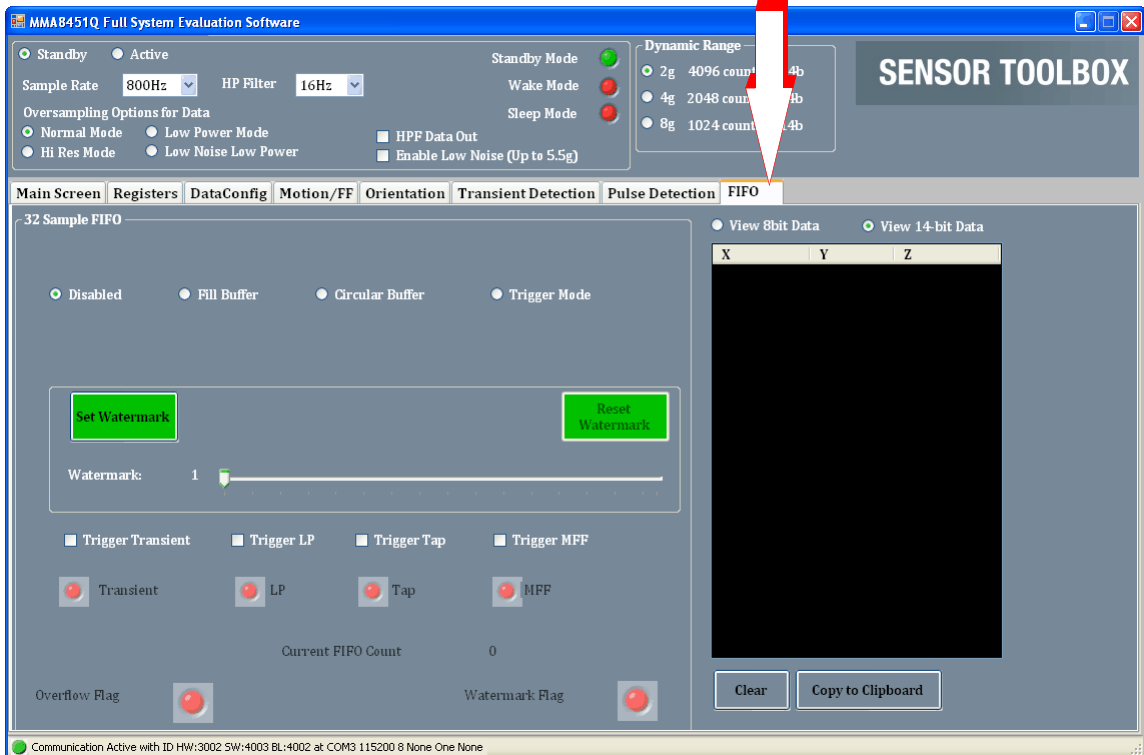 MMA8451Q Full System Evaluation Software
Standby Active
Sample Rate 800Hz HP Filter 16Hz
Oversampling Options for Data
Normal Mode Low Power Mode
Hi Res Mode Low Noise Low Power
HPF Data Out
Enable Low Noise (Up to 5.5g)
Standby Mode
Wake Mode
Sleep Mode
Dynamic Range
2g 4096 4b
4g 2048 4b
8g 1024 14b
SENSOR TOOLBOX
Main Screen Registers DataConfig Motion/FF Orientation Transient Detection Pulse Detection FIFO
32 Sample FIFO
Disabled Fill Buffer Circular Buffer Trigger Mode
Set Watermark
Reset
Watermark
Watermark: 1
Trigger Transient Trigger LP Trigger Tap Trigger MFF
Transient LP Tap MFF
Current FIFO Count 0
Overflow Flag Watermark Flag
View 8bit Data View 14-bit Data
X Y Z
Clear Copy to Clipboard
Communication Active with ID HW:3002 SW:4003 BL:4002 at COM3 115200 8 None One None